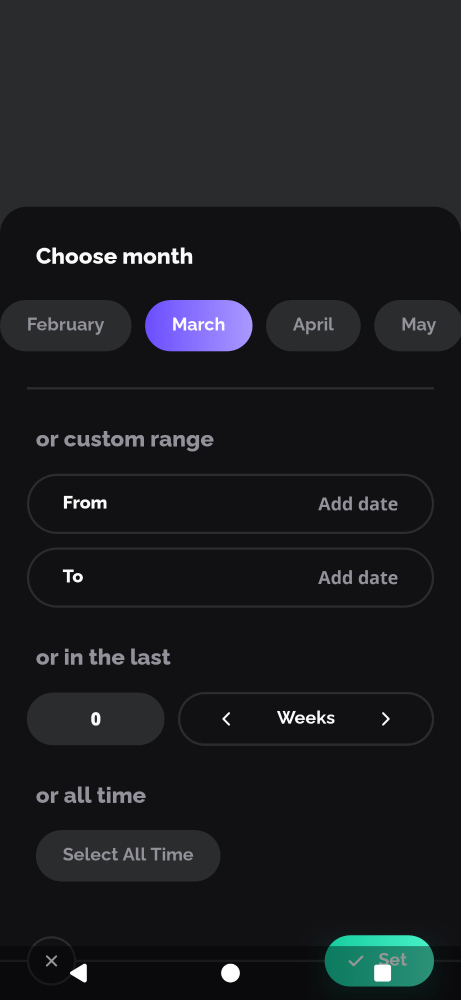 Choose month
February March April May
or custom range
From Add date
To Add date
or in the last
0 Weeks
or all time
Select All Time
Set